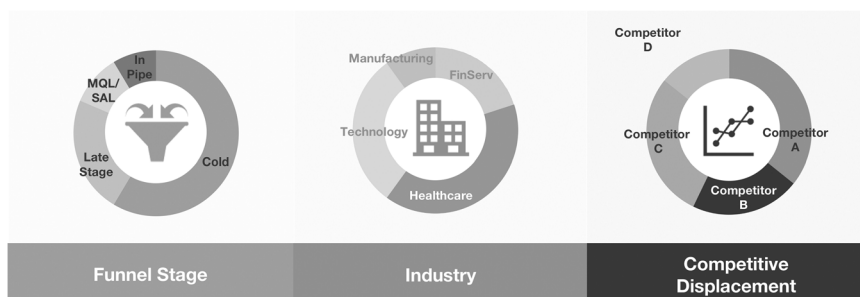 In
Pipe
MQL/
SAL
Late
Stage
Cold
Funnel Stage
Manufacturing
FinServ
Technology
Healthcare
Industry
Competitor
D
Competitor
C
Competitor
A
Competitor
B
Competitive
Displacement